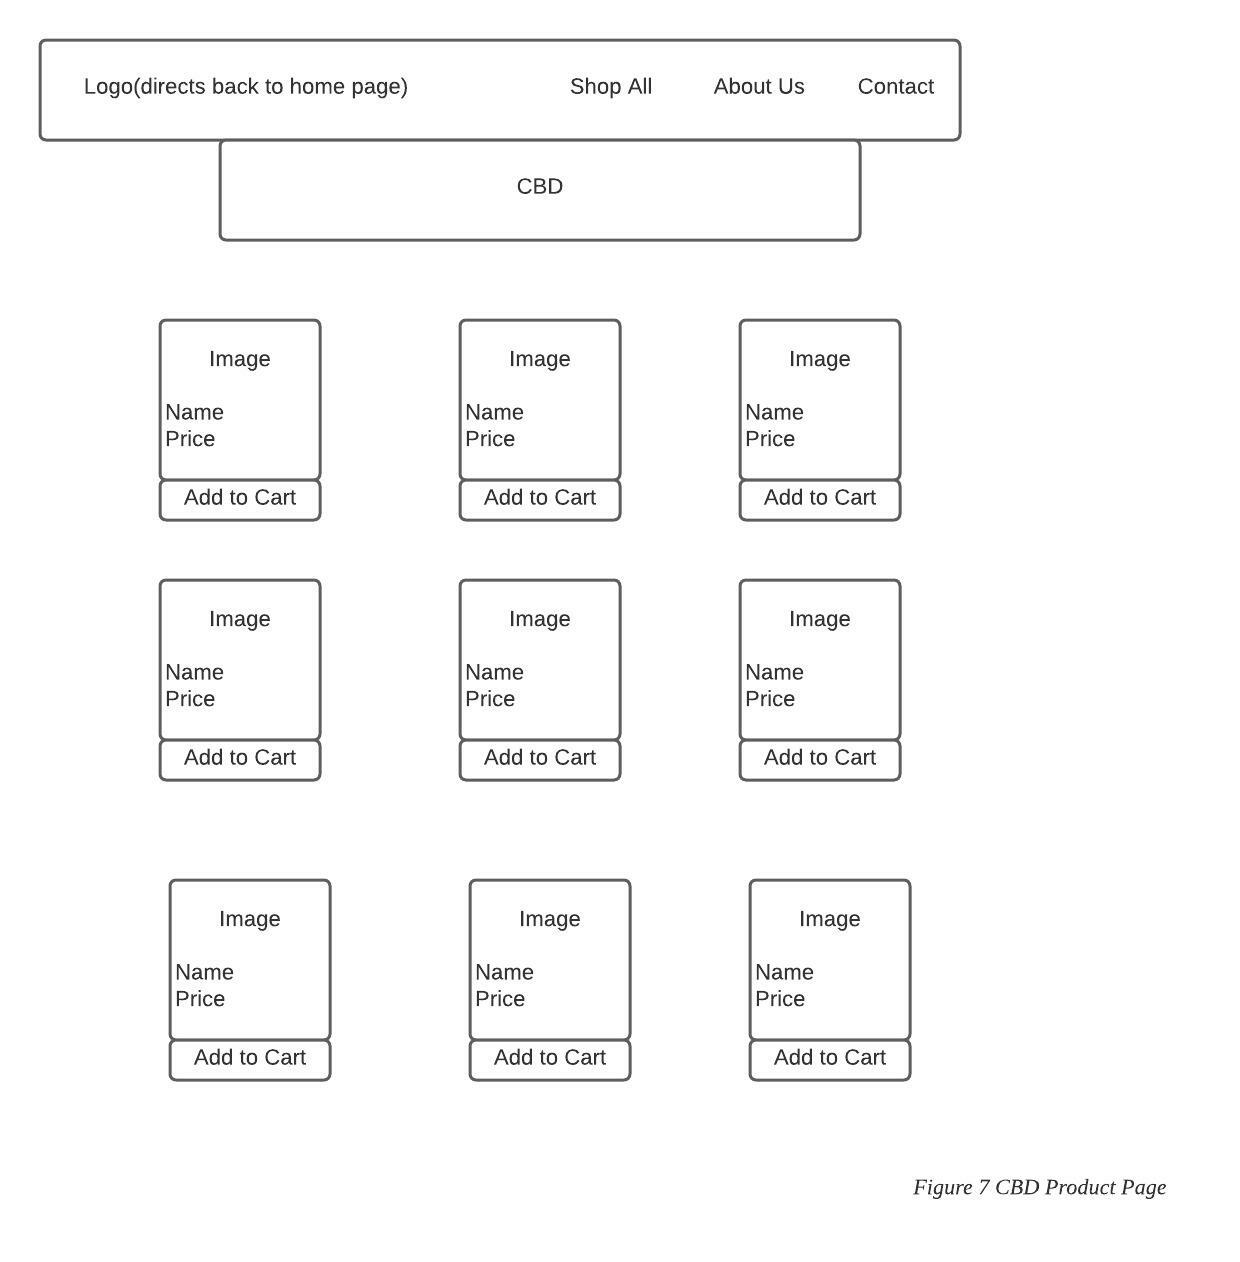 Logo(directs back to home page) Shop All About Us Contact
CBD
Image Image Image
Name Name Name
Price Price Price
Add to Cart Add to Cart Add to Cart
Image Image Image
Name Name Name
Price Price Price
Add to Cart Add to Cart Add to Cart
Image Image Image
Name Name Name
Price Price Price
Add to Cart Add to Cart Add to Cart
Figure 7 CBD Product Page